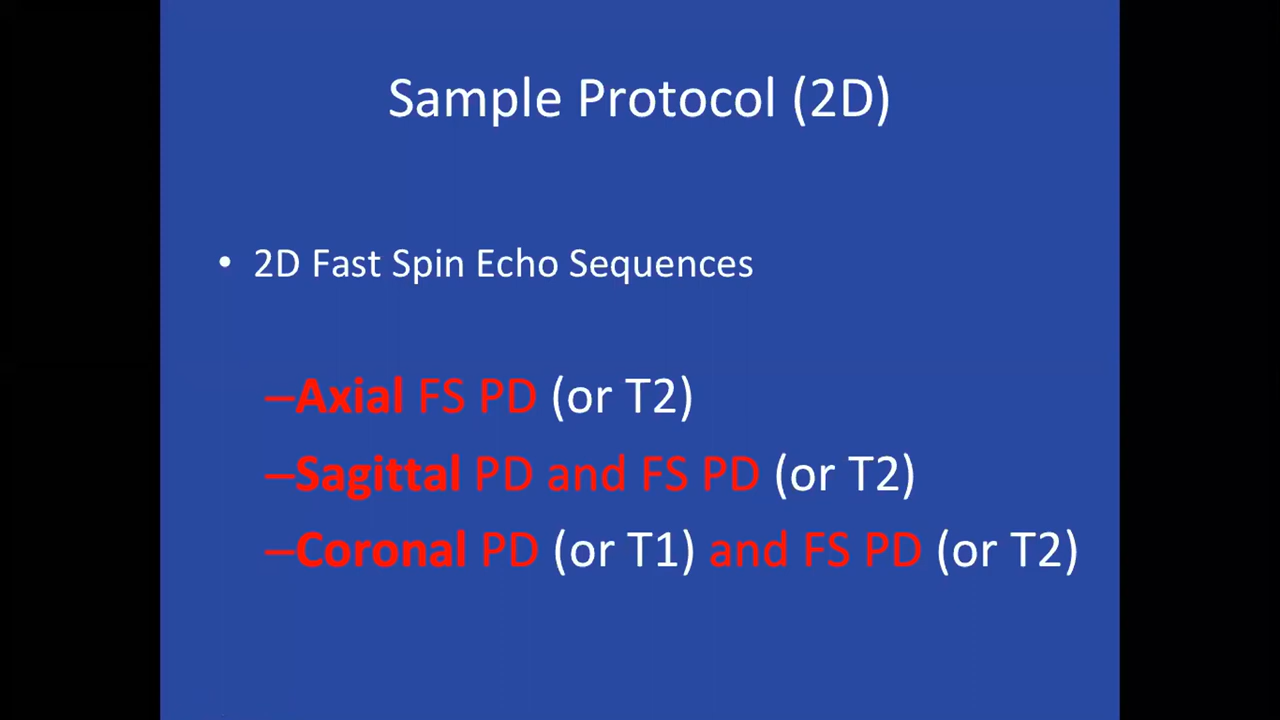 Sample Protocol (2D)
• 2D Fast Spin Echo Sequences
–Axial FS PD (or T2)
–Sagittal PD and FS PD (or T2)
–Coronal PD (or T1) and FS PD (or T2)